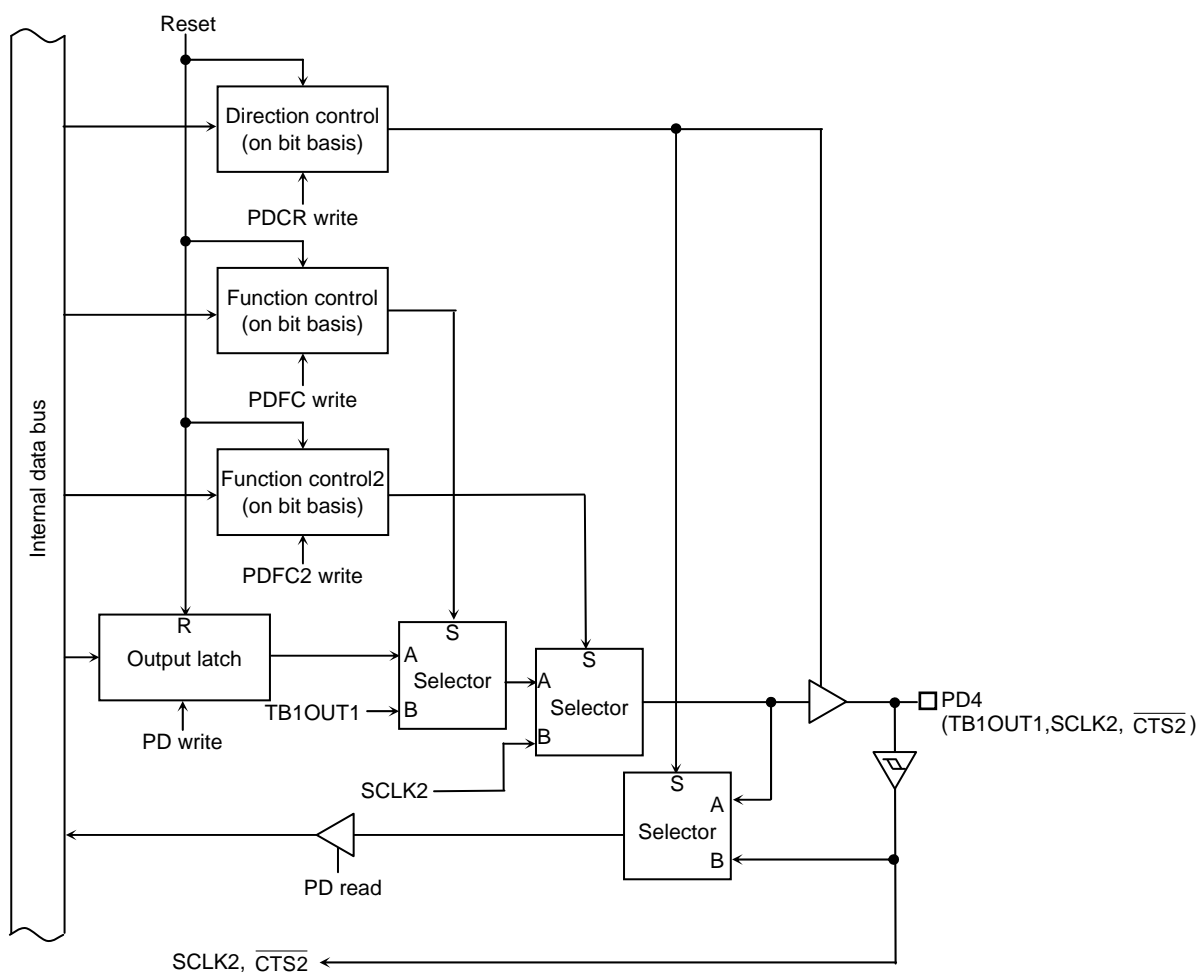 Reset
Direction control
(on bit basis)
PDCR write
Function control
(on bit basis)
PDFC write
Internal data bus
Function control2
(on bit basis)
PDFC2 write
R
Output latch
PD write
S
A
Selector
B
TB1OUT1
S
A
Selector
B
SCLK2
PD4
(TB1OUT1,SCLK2, CTS2)
S
A
Selector
B
PD read
SCLK2, CTS2